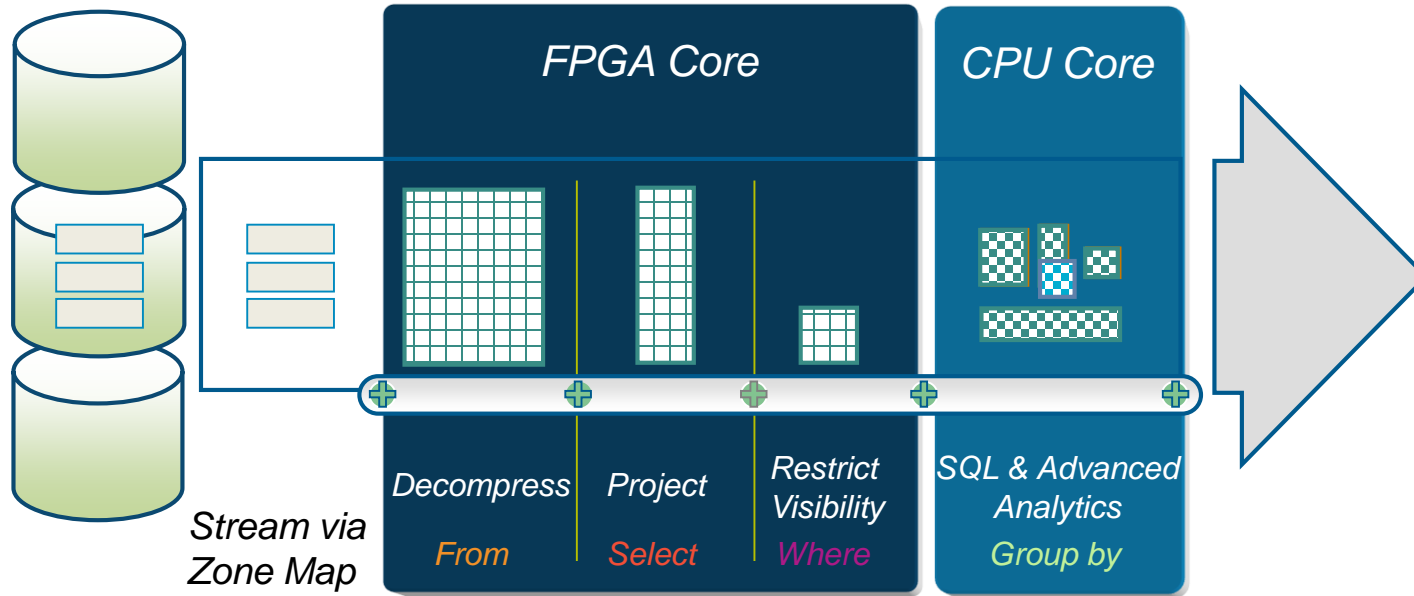 FPGA Core
CPU Core
Decompress
Project
Restrict
Visibility
SQL & Advanced
Analytics
Stream via
Zone Map
From
Select
Where
Group by